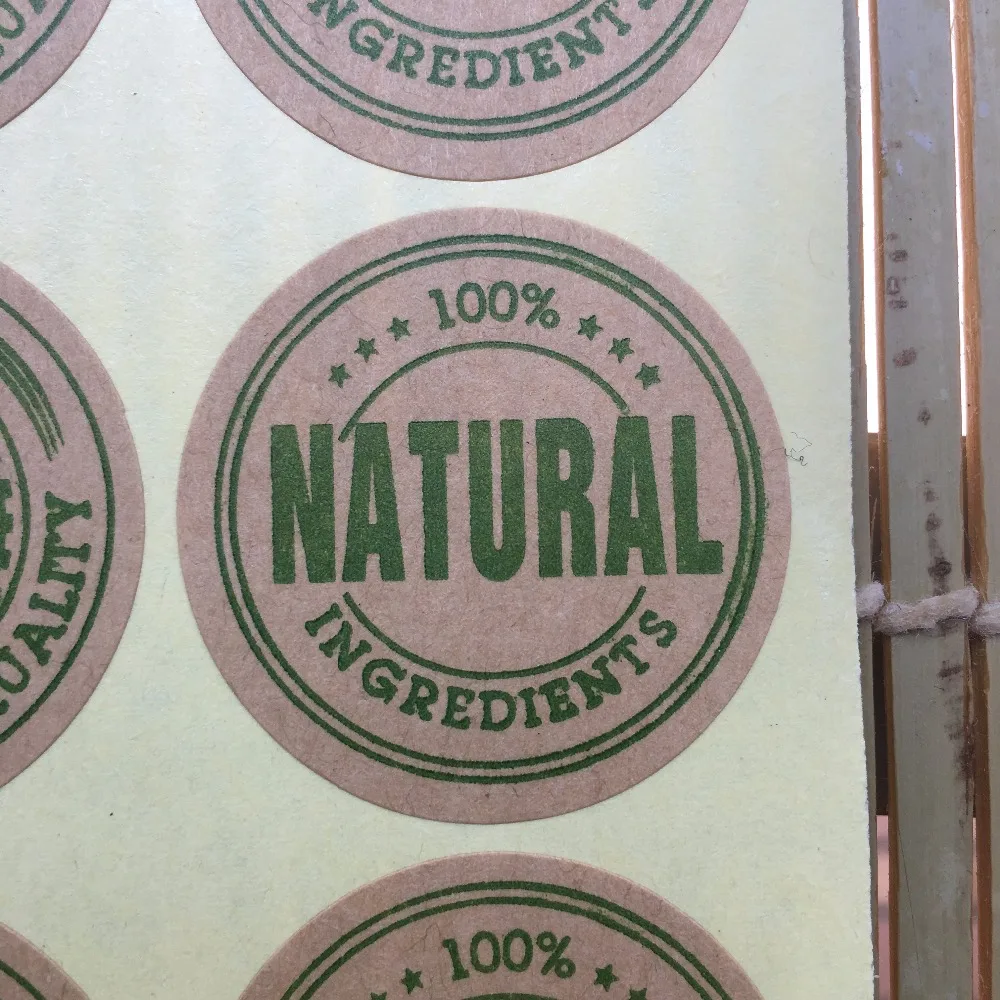 INGREDIENTS
100%
NATURAL
INGREDIENTS
QUALITY
100%